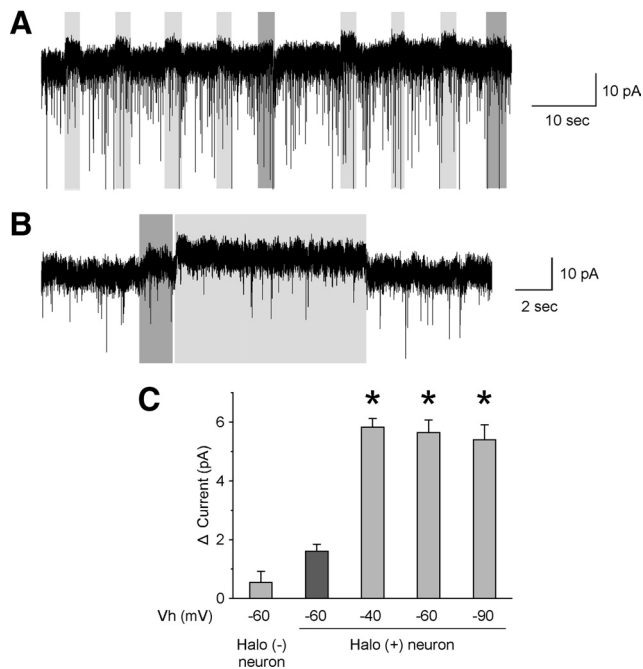 A
10 pA
10 sec
B
10 pA
2 sec
C
* * *
6
4
2
0
Δ Current (pA)
Vh (mV) -60 -60 -40 -60 -90
Halo (-) neuron
Halo (+) neuron